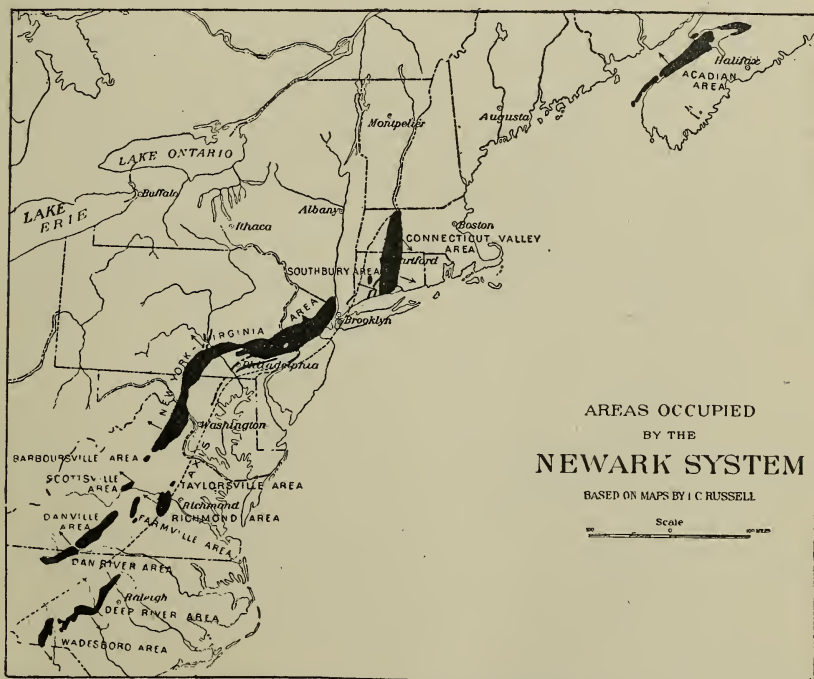 Halifax
ACADIAN
AREA
Montpelier
Augusta
LAKE ONTARIO
Buffalo
LAKE
ERIE
Ithaca
Albany
Boston
CONNECTICUT VALLEY
AREA
SOUTHBURY AREA
Brooklyn
NEW YORK - VIRGINIA AREA
Philadelphia
Washington
AXIS
BARBOURSVILLE AREA
SCOTTSVILLE
AREA
TAYLORSVILLE AREA
Richmond
RICHMOND AREA
DANVILLE
AREA
FARMVILLE AREA
DAN RIVER AREA
Raleigh
DEEP RIVER AREA
WADESBORO AREA
AREAS OCCUPIED
BY THE
NEWARK SYSTEM
BASED ON MAPS BY I C RUSSELL
Scale
0